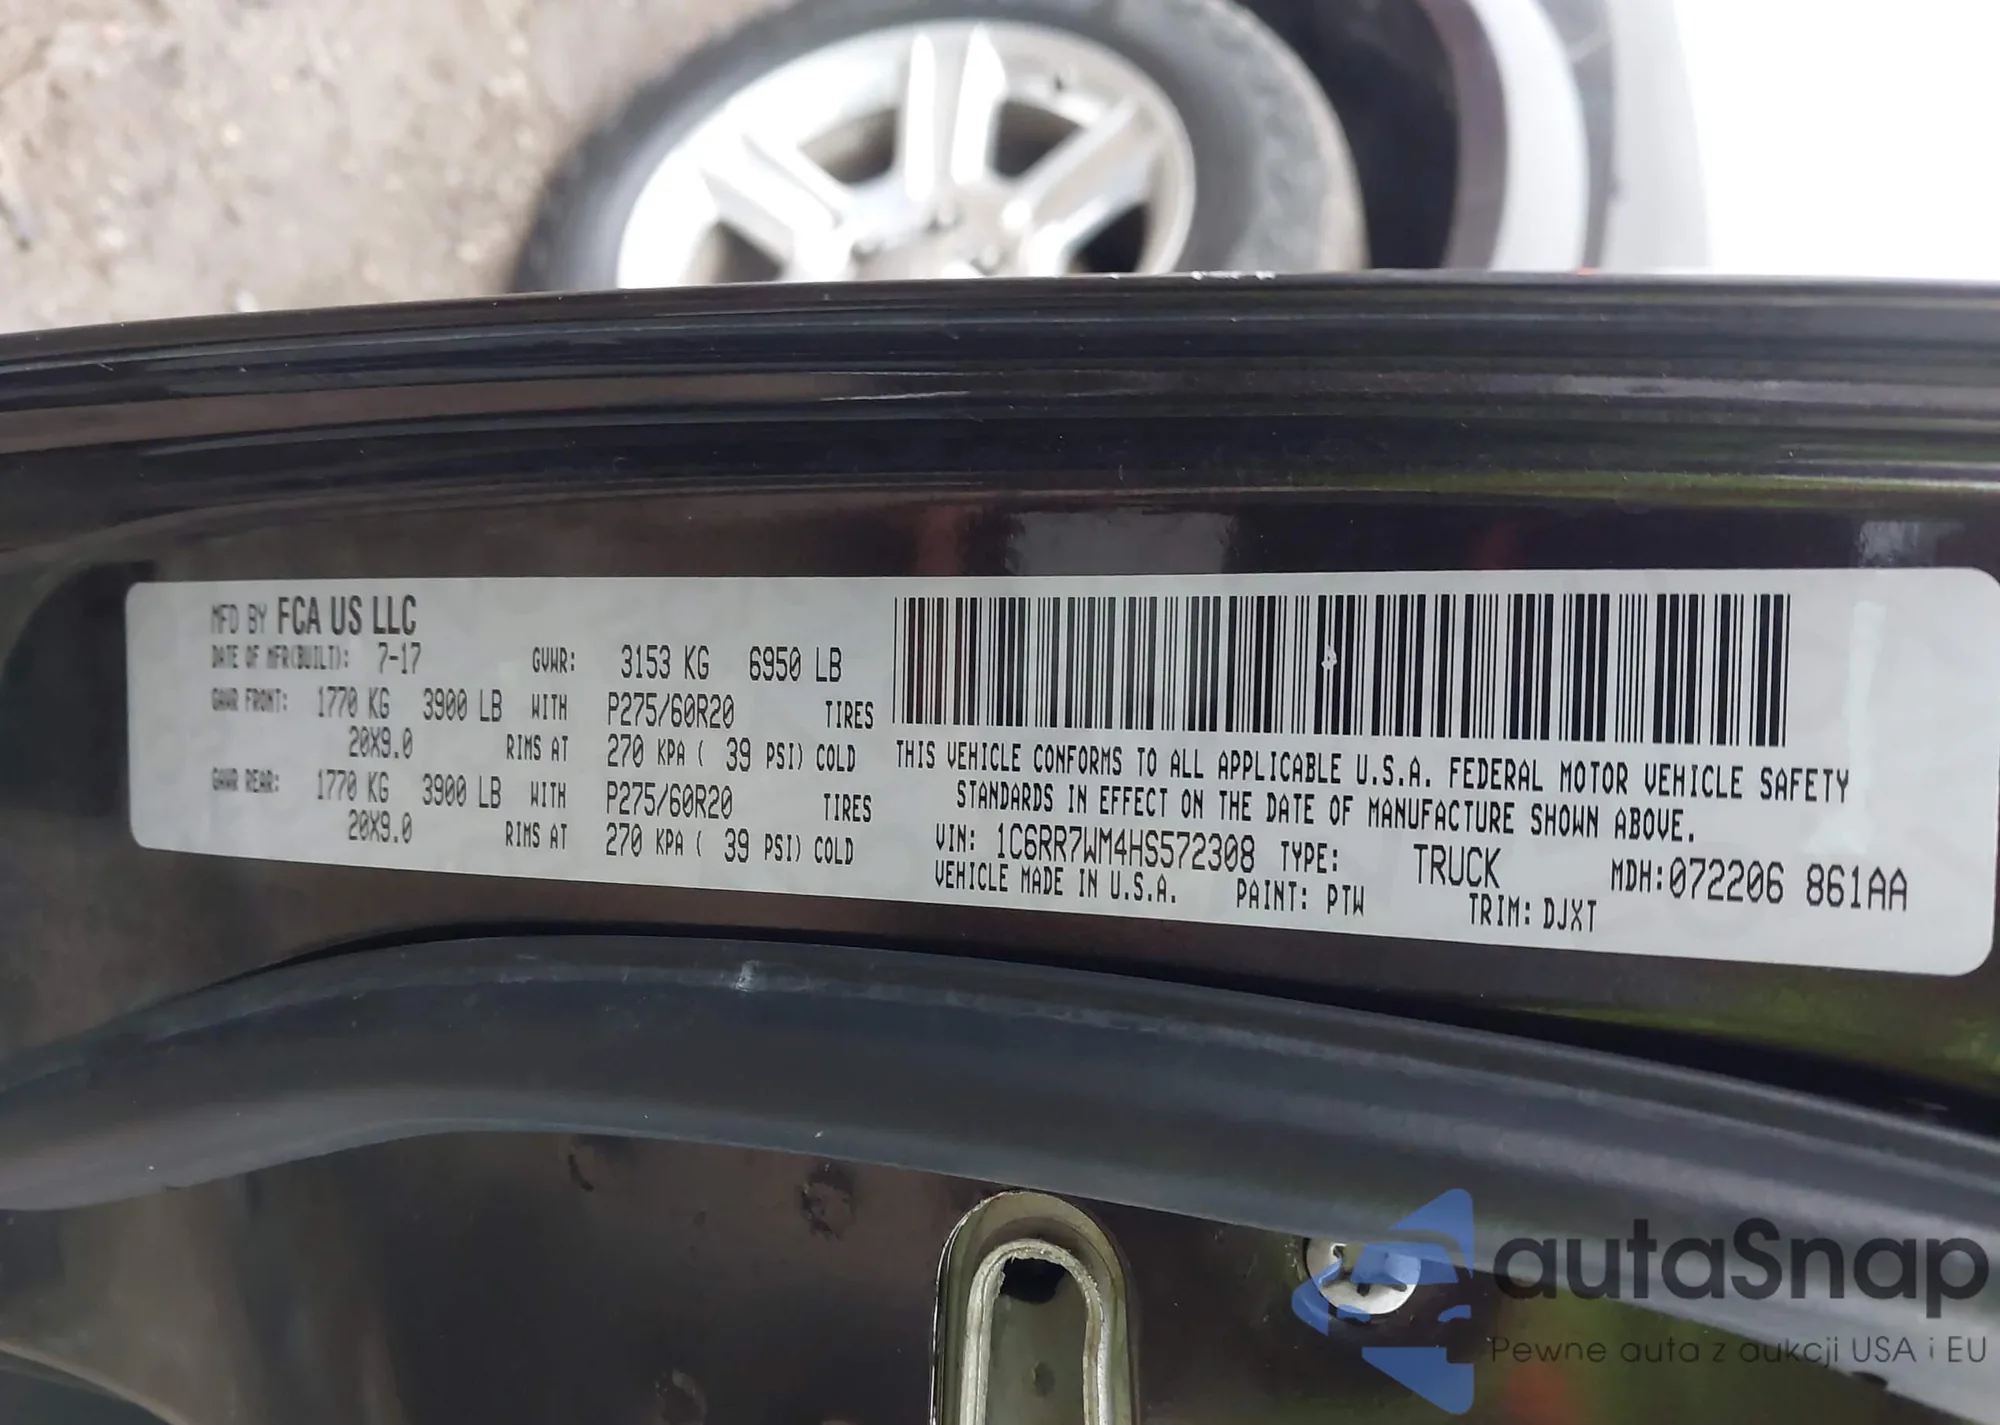 MFD BY FCA US LLC
DATE OF MFR(BUILT): 7-17 GVWR: 3153 KG 6950 LB
GAWR FRONT: 1770 KG 3900 LB WITH P275/60R20 TIRES
20X9.0 RIMS AT 270 KPA ( 39 PSI) COLD
GAWR REAR: 1770 KG 3900 LB WITH P275/60R20 TIRES
20X9.0 RIMS AT 270 KPA ( 39 PSI) COLD
THIS VEHICLE CONFORMS TO ALL APPLICABLE U.S.A. FEDERAL MOTOR VEHICLE SAFETY
STANDARDS IN EFFECT ON THE DATE OF MANUFACTURE SHOWN ABOVE.
VIN: 1C6RR7WM4HS572308 TYPE: TRUCK MDH:072206 861AA
VEHICLE MADE IN U.S.A. PAINT: PTW TRIM: DJXT
autaSnap
Pewne auta z aukcji USA i EU